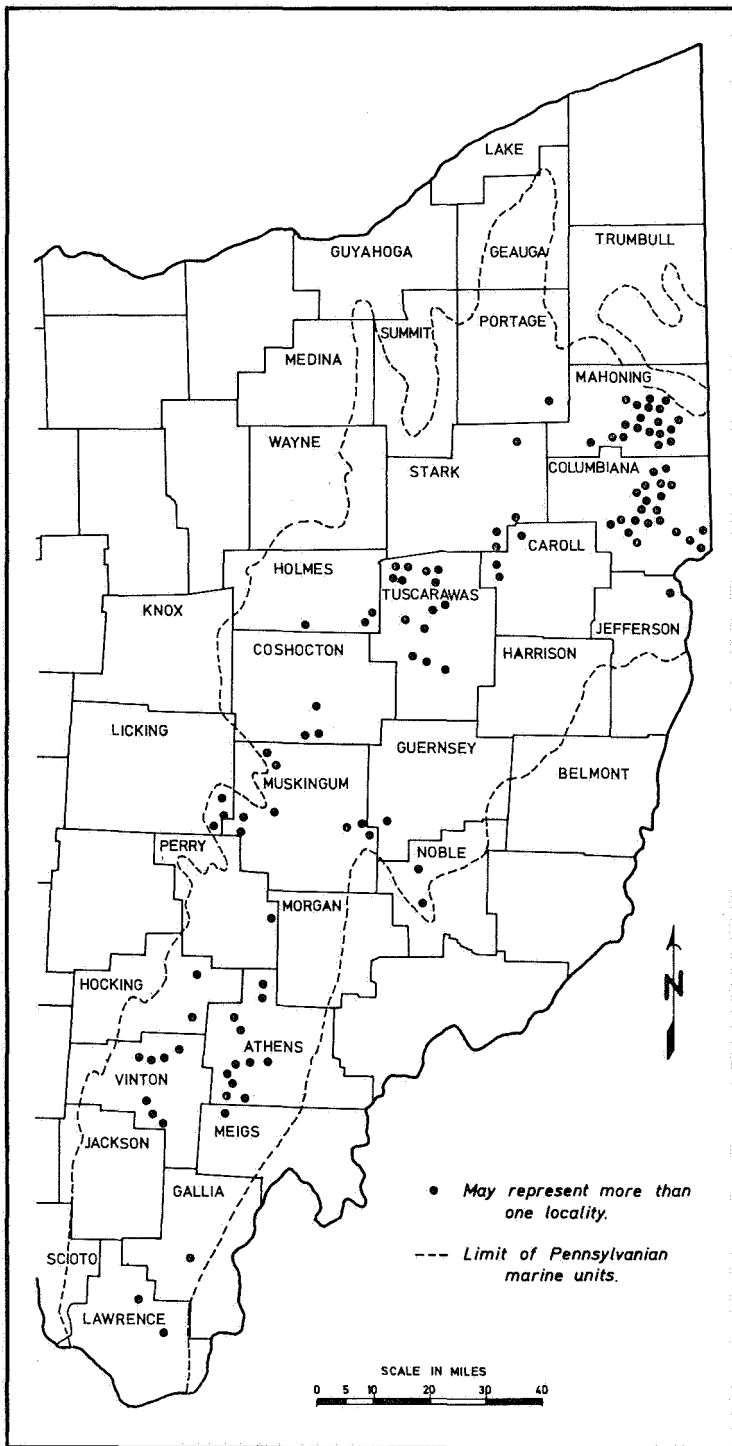 LAKE
GUYAHOGA
GEAUGA
TRUMBULL
SUMMIT
PORTAGE
MEDINA
MAHONING
WAYNE
STARK
COLUMBIANA
CAROLL
HOLMES
TUSCARAWAS
KNOX
JEFFERSON
COSHOCTON
HARRISON
LICKING
GUERNSEY
BELMONT
MUSKINGUM
PERRY
NOBLE
MORGAN
HOCKING
N
ATHENS
VINTON
MEIGS
JACKSON
GALLIA
May represent more than
one locality.
SCIOTO
Limit of Pennsylvanian
marine units.
LAWRENCE
SCALE IN MILES
0 5 10 20 30 40